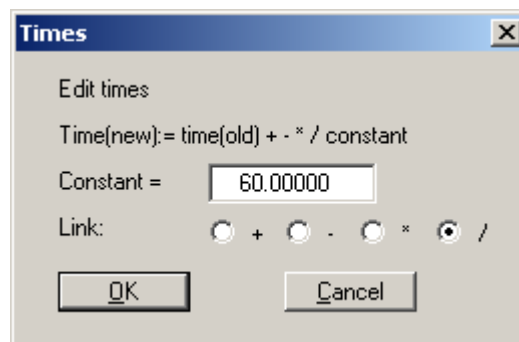 Times
Edit times
Time(new):= time(old) + - * / constant
Constant = 60.00000
Link: + - * /
OK Cancel